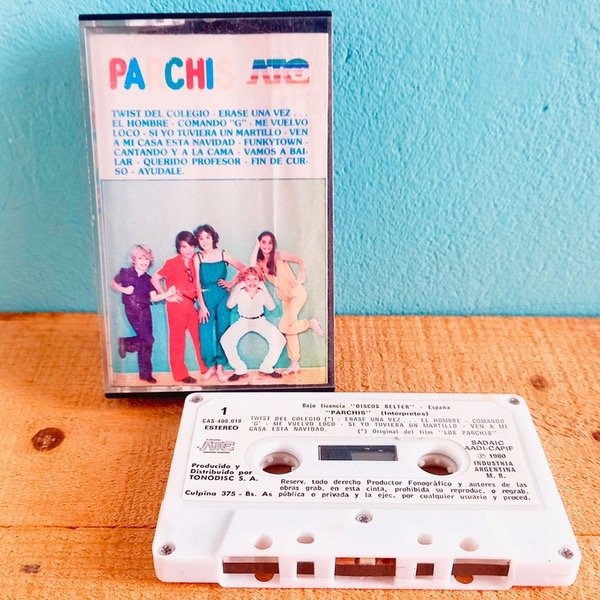 PARCHIS ATC
TWIST DEL COLEGIO - ERASE UNA VEZ . . .
EL HOMBRE - COMANDO "G" - ME VUELVO
LOCO - SI YO TUVIERA UN MARTILLO - VEN
A MI CASA ESTA NAVIDAD - FUNKYTOWN -
CANTANDO Y A LA CAMA - VAMOS A BAI-
LAR - QUERIDO PROFESOR - FIN DE CUR-
SO - AYUDALE.
Bajo licencia "DISCOS BELTER" - España
1
"PARCHIS" (Interpretes)
CAS-408.016
ESTEREO
TWIST DEL COLEGIO (*) - ERASE UNA VEZ ... EL HOMBRE - COMANDO
"G" - ME VUELVO LOCO - SI YO TUVIERA UN MARTILLO - VEN A MI
CASA ESTA NAVIDAD. (*) Original del film "LOS PARCHIS"
ATC
SADAIC
AADI-CAPIF
Ⓟ 1980
INDUSTRIA
ARGENTINA
M. R.
Producido y
Distribuido por
TONODISC S. A.
Culpina 375 - Bs. As
Reserv. todo derecho Productor Fonográfico y autores de las
obras grab, en esta cinta, prohibida su reproduc, o regrab,
pública o privada y la ejec. por cualquier usuario y proced.